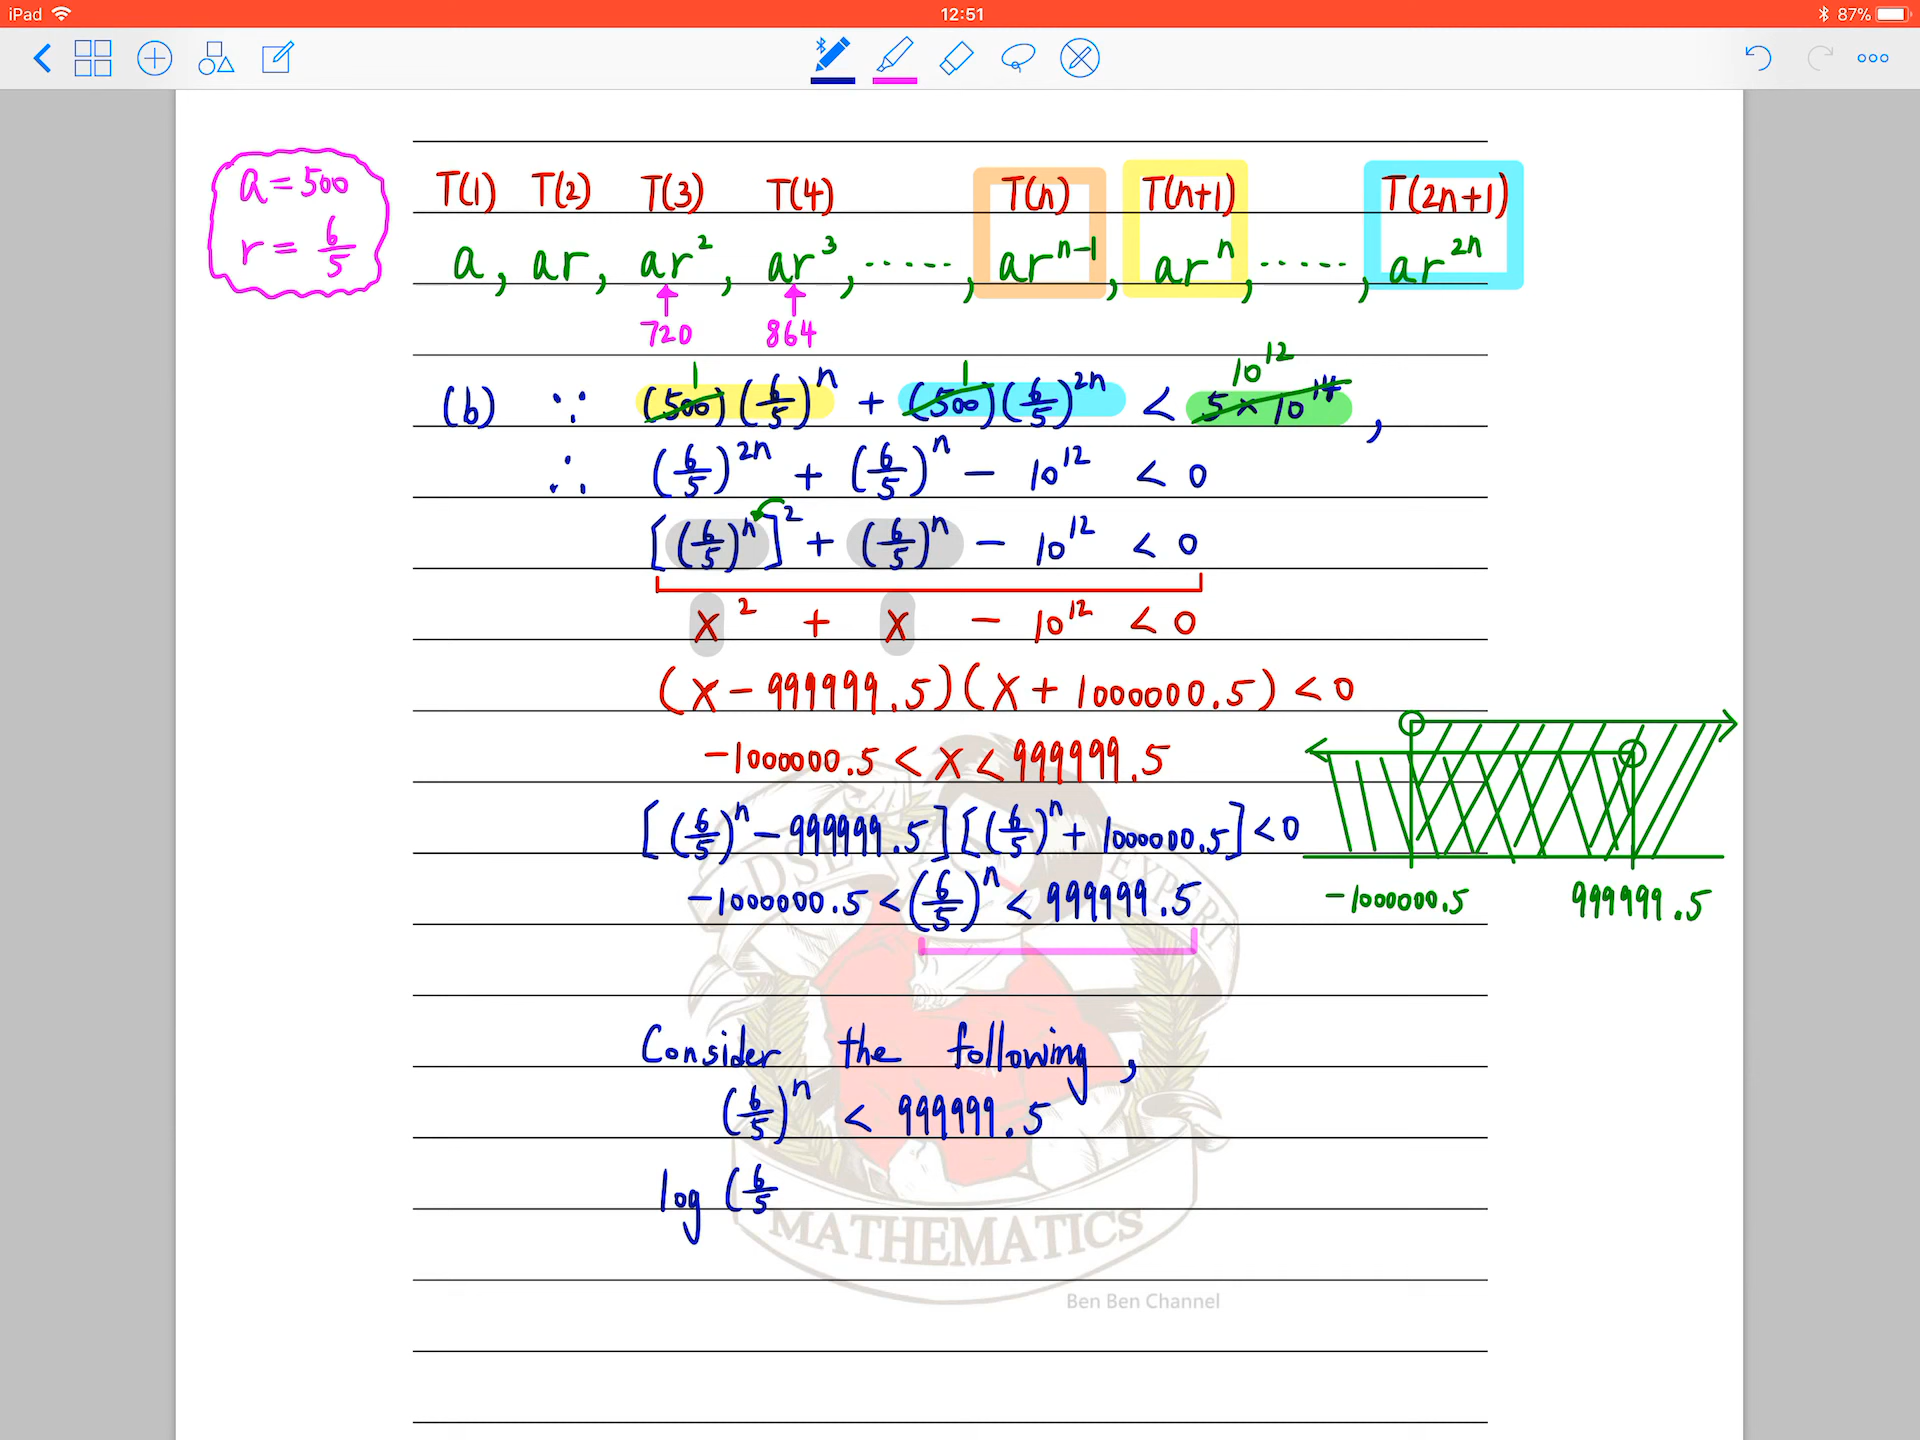 iPad 12:51 87%
a = 500
r = 6/5
T(1) T(2) T(3) T(4) T(n) T(n+1) T(2n+1)
a, ar, ar², ar³, ......, arⁿ⁻¹, arⁿ, ......, ar²ⁿ
720 864
1 1 10¹²
(b) ∵ (500)(6/5)ⁿ + (500)(6/5)²ⁿ < 5 × 10¹⁴,
∴ (6/5)²ⁿ + (6/5)ⁿ − 10¹² < 0
[(6/5)ⁿ]² + (6/5)ⁿ − 10¹² < 0
x² + x − 10¹² < 0
(x − 999999.5)(x + 1000000.5) < 0
−1000000.5 < x < 999999.5
[(6/5)ⁿ − 999999.5][(6/5)ⁿ + 1000000.5] < 0
−1000000.5 < (6/5)ⁿ < 999999.5
−1000000.5 999999.5
Consider the following,
(6/5)ⁿ < 999999.5
log (6/5
DSE EXPERT
MATHEMATICS
Ben Ben Channel